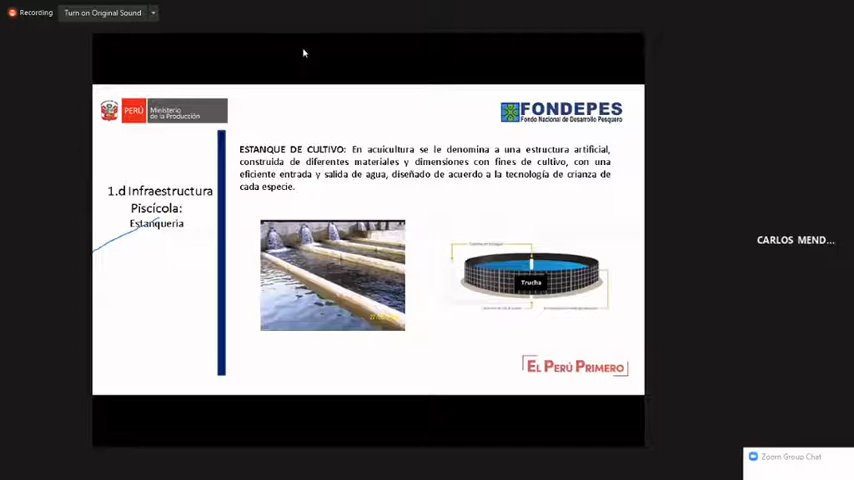 Recording
Turn on Original Sound
PERÚ
Ministerio
de la Producción
FONDEPES
Fondo Nacional de Desarrollo Pesquero
1.d Infraestructura
Piscícola:
Estanqueria
ESTANQUE DE CULTIVO: En acuicultura se le denomina a una estructura artificial,
construida de diferentes materiales y dimensiones con fines de cultivo, con una
eficiente entrada y salida de agua, diseñado de acuerdo a la tecnología de crianza de
cada especie.
Trucha
EL PERÚ PRIMERO
CARLOS MEND...
Zoom Group Chat